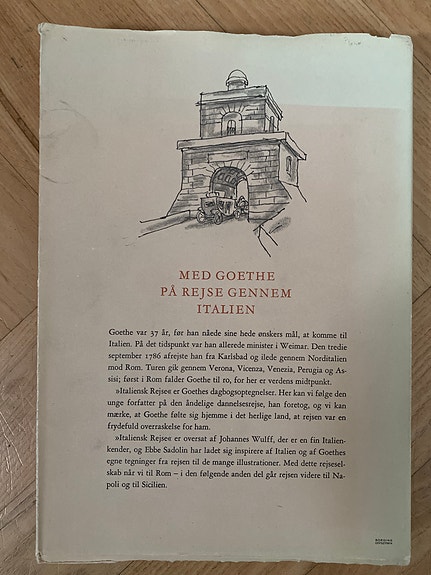 MED GOETHE
PÅ REJSE GENNEM
ITALIEN
Goethe var 37 år, før han nåede sine hede ønskers mål, at komme til
Italien. På det tidspunkt var han allerede minister i Weimar. Den tredie
september 1786 afrejste han fra Karlsbad og ilede gennem Norditalien
mod Rom. Turen gik gennem Verona, Vicenza, Venezia, Perugia og As-
sisi; først i Rom falder Goethe til ro, for her er verdens midtpunkt.
»Italiensk Rejse« er Goethes dagbogsoptegnelser. Her kan vi følge den
unge forfatter på den åndelige dannelsesrejse, han foretog, og vi kan
mærke, at Goethe følte sig hjemme i det herlige land, at rejsen var en
frydefuld overraskelse for ham.
»Italiensk Rejse« er oversat af Johannes Wulff, der er en fin Italien-
kender, og Ebbe Sadolin har ladet sig inspirere af Italien og af Goethes
egne tegninger fra rejsen til de mange illustrationer. Med dette rejsesel-
skab når vi til Rom – i den følgende anden del går rejsen videre til Na-
poli og til Sicilien.